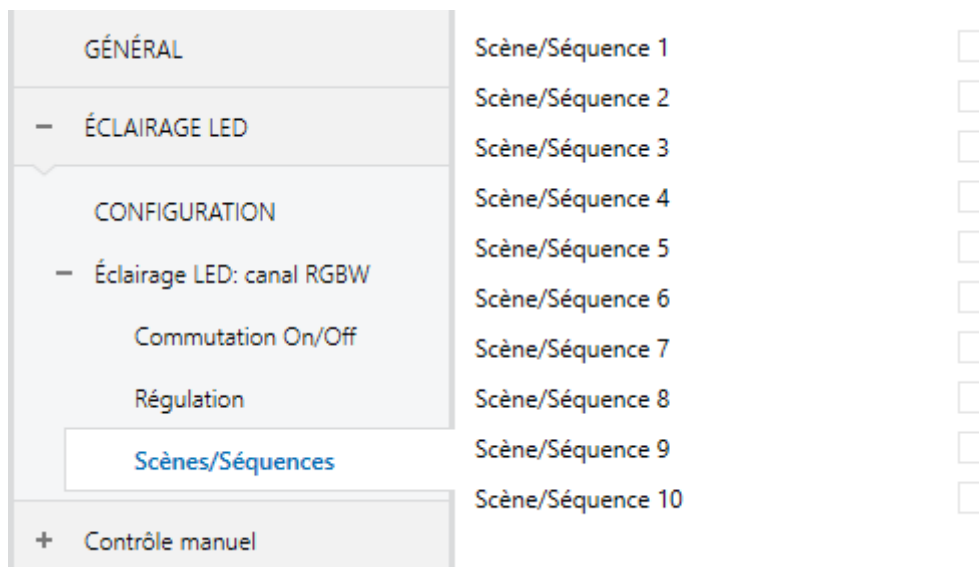 GÉNÉRAL
ÉCLAIRAGE LED
CONFIGURATION
Éclairage LED: canal RGBW
Commutation On/Off
Régulation
Scènes/Séquences
Contrôle manuel
Scène/Séquence 1
Scène/Séquence 2
Scène/Séquence 3
Scène/Séquence 4
Scène/Séquence 5
Scène/Séquence 6
Scène/Séquence 7
Scène/Séquence 8
Scène/Séquence 9
Scène/Séquence 10